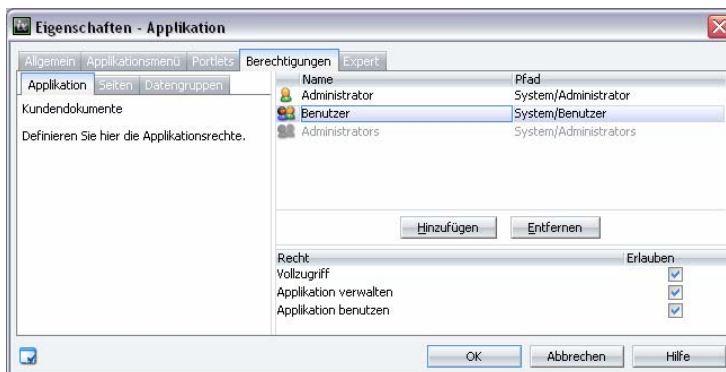 Eigenschaften - Applikation
Allgemein Applikationsmenü Portlets Berechtigungen Expert
Applikation Seiten Datengruppen
Kundendokumente
Definieren Sie hier die Applikationsrechte.
Name Pfad
Administrator System/Administrator
Benutzer System/Benutzer
Administrators System/Administrators
Hinzufügen Entfernen
Recht Erlauben
Vollzugriff
Applikation verwalten
Applikation benutzen
OK Abbrechen Hilfe